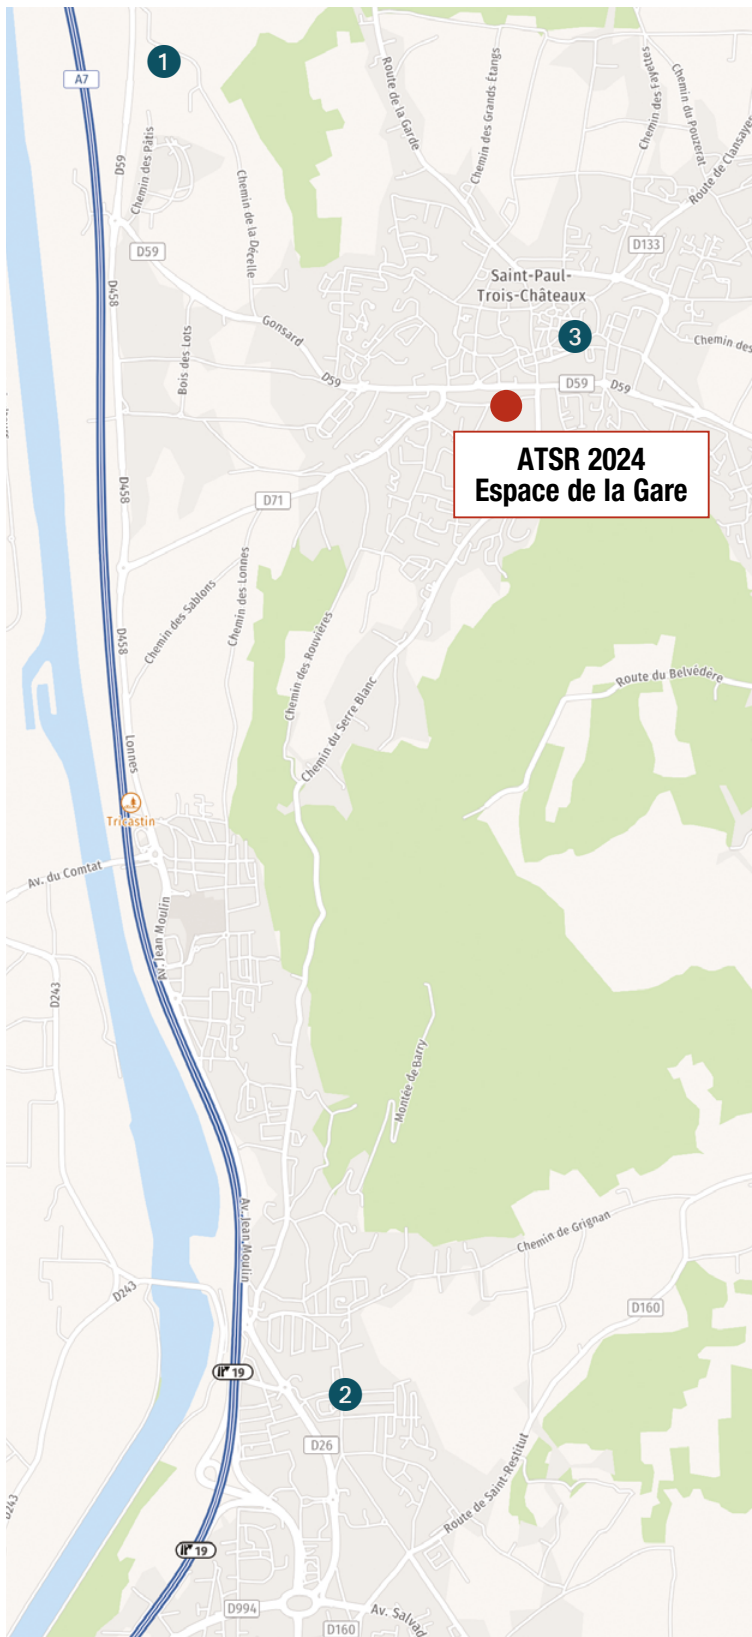 1
A7
Route de la Garde
Chemin des Grands Étangs
Chemin des Fayettes
Chemin du Pouzerat
Route de Clansayes
D59
Chemin des Pâtis
Chemin de la Décelle
D59
D133
Saint-Paul-
Trois-Châteaux
D458
Gonsard
Bois des Lots
3
Chemin des
D59
D59
D59
ATSR 2024
Espace de la Gare
D458
D71
Chemin des Sablons
Chemin des Lonnes
Chemin des Rouvières
D458
Chemin du Serre Blanc
Route du Belvédère
Lonnes
Tricastin
Av. du Comtat
Av. Jean Moulin
D243
Montée de Barry
Av. Jean Moulin
Chemin de Grignan
D243
D160
19
2
D26
Route de Saint-Restitut
D243
19
D994
Av. Salvad
D160